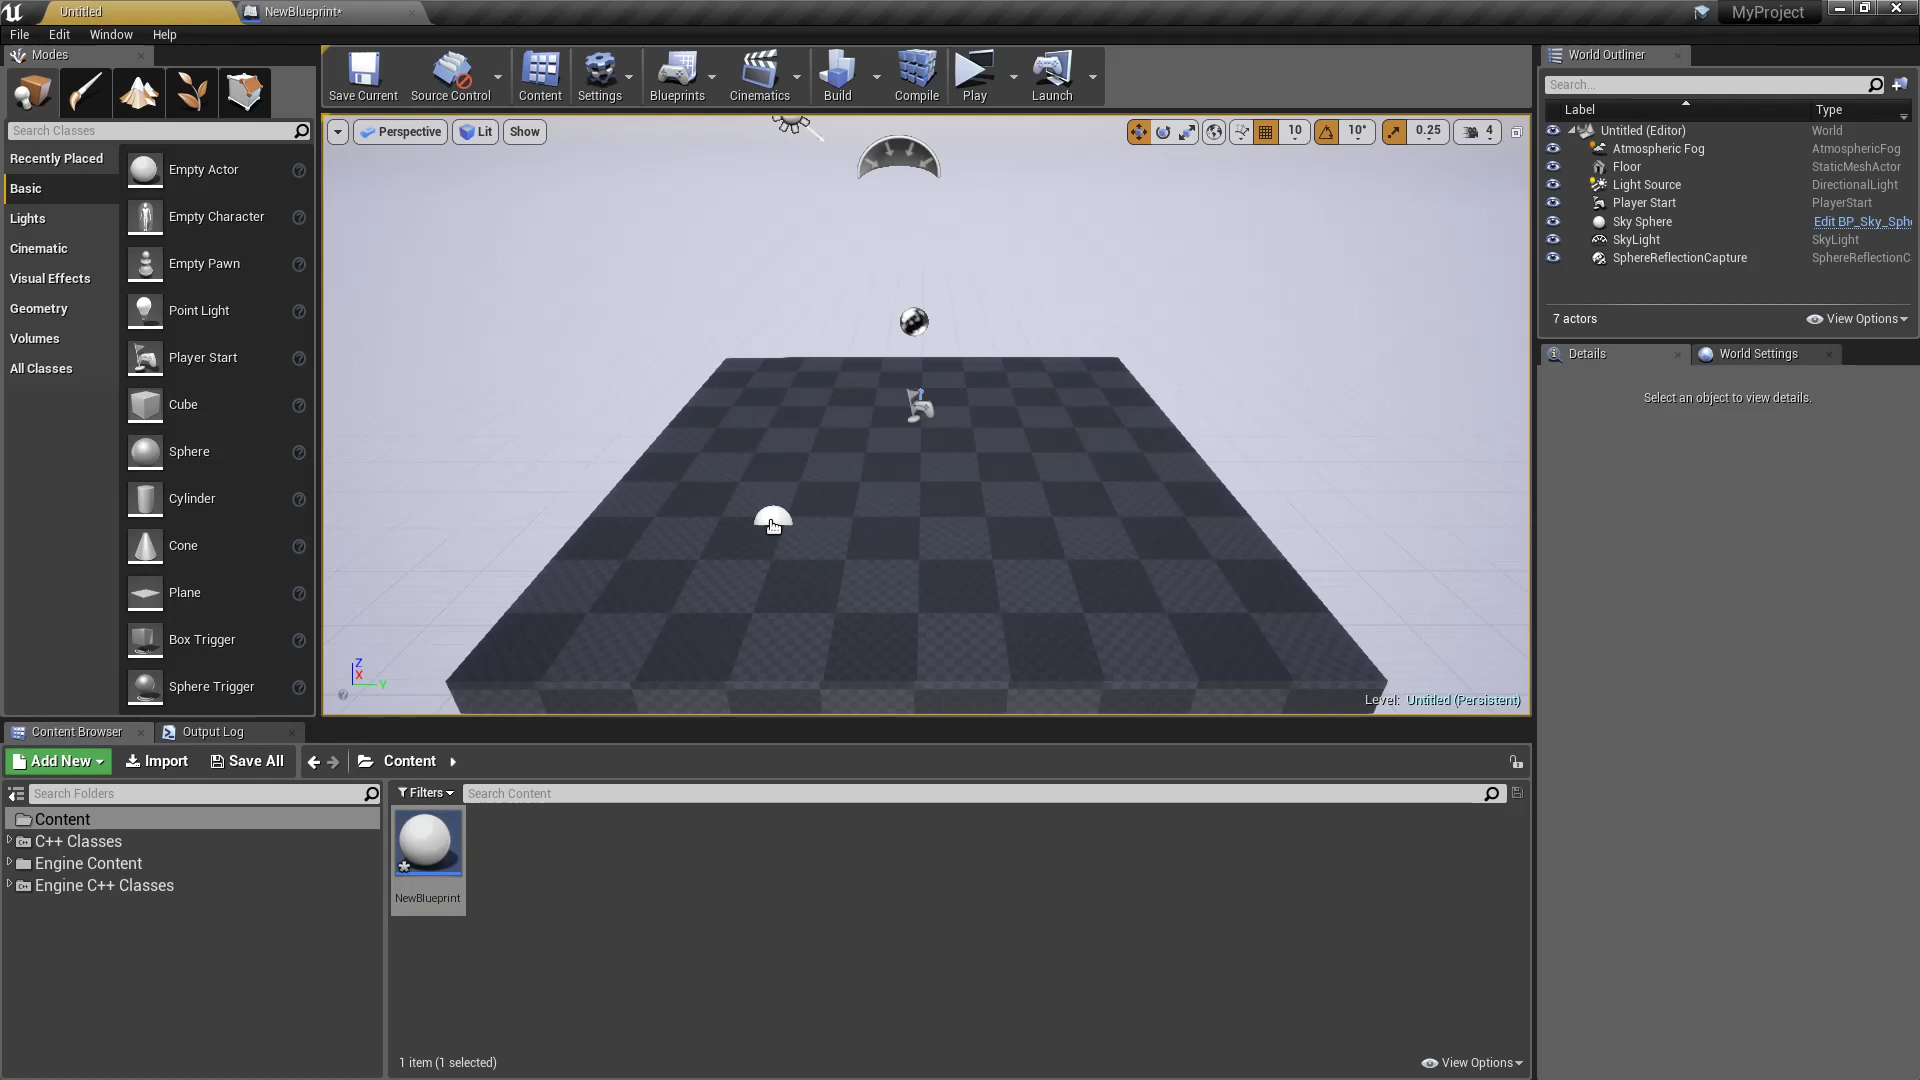 Untitled
NewBlueprint*
MyProject
File Edit Window Help
Modes
Search Classes
Recently Placed
Basic
Lights
Cinematic
Visual Effects
Geometry
Volumes
All Classes
Empty Actor
Empty Character
Empty Pawn
Point Light
Player Start
Cube
Sphere
Cylinder
Cone
Plane
Box Trigger
Sphere Trigger
Save Current
Source Control
Content
Settings
Blueprints
Cinematics
Build
Compile
Play
Launch
Perspective Lit Show
10 10° 0.25 4
Z
X
Y
Level: Untitled (Persistent)
World Outliner
Search...
Label Type
Untitled (Editor) World
Atmospheric Fog AtmosphericFog
Floor StaticMeshActor
Light Source DirectionalLight
Player Start PlayerStart
Sky Sphere Edit BP_Sky_Sph
SkyLight SkyLight
SphereReflectionCapture SphereReflectionC
7 actors View Options
Details World Settings
Select an object to view details.
Content Browser Output Log
Add New Import Save All Content
Search Folders
Content
C++ Classes
Engine Content
Engine C++ Classes
Filters Search Content
NewBlueprint
1 item (1 selected) View Options